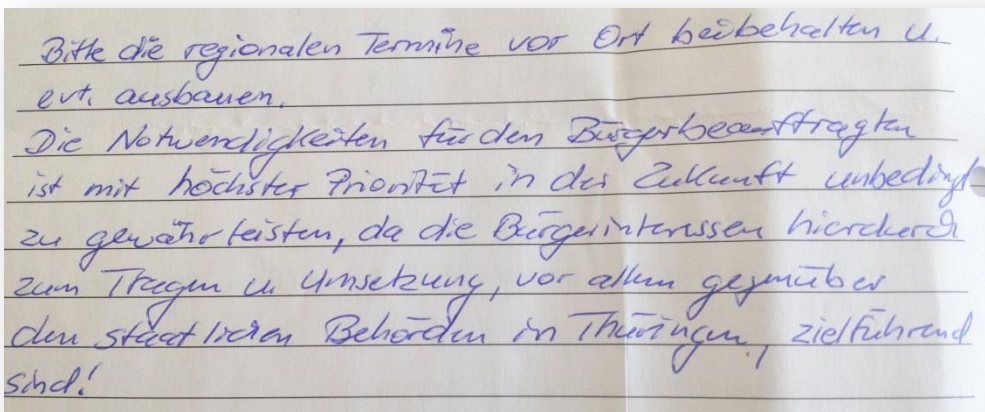 Bitte die regionalen Termine vor Ort beibehalten u.
evt. ausbauen.
Die Notwendigkeiten für den Bürgerbeauftragten
ist mit höchster Priorität in der Zukunft unbedingt
zu gewährleisten, da die Bürgerinteressen hierdurch
zum Tragen u. Umsetzung, vor allem gegenüber
den staatlichen Behörden in Thüringen, zielführend
sind!